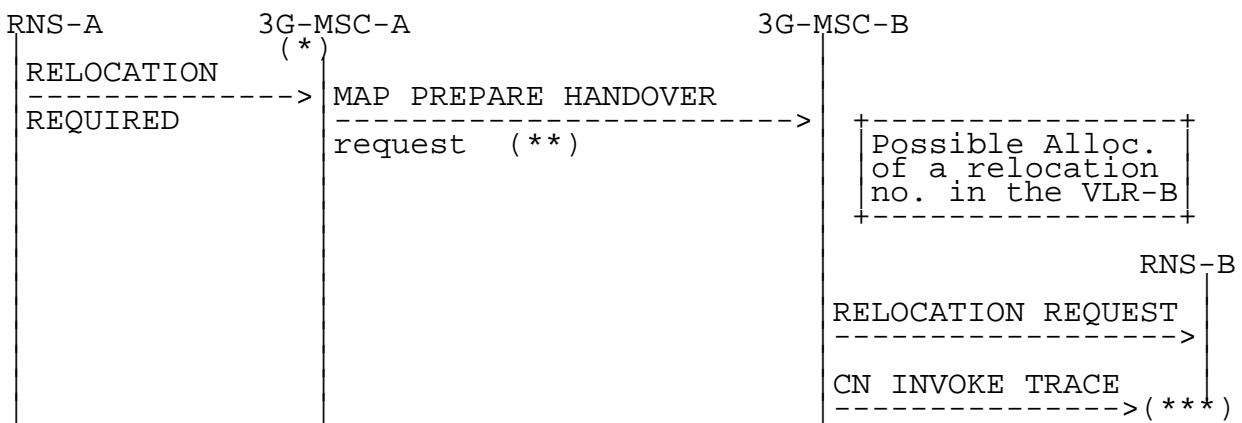 RNS-A 3G-MSC-A 3G-MSC-B
(*)
RELOCATION
REQUIRED
MAP PREPARE HANDOVER
request (**)
Possible Alloc.
of a relocation
no. in the VLR-B
RNS-B
RELOCATION REQUEST
CN INVOKE TRACE
(***)